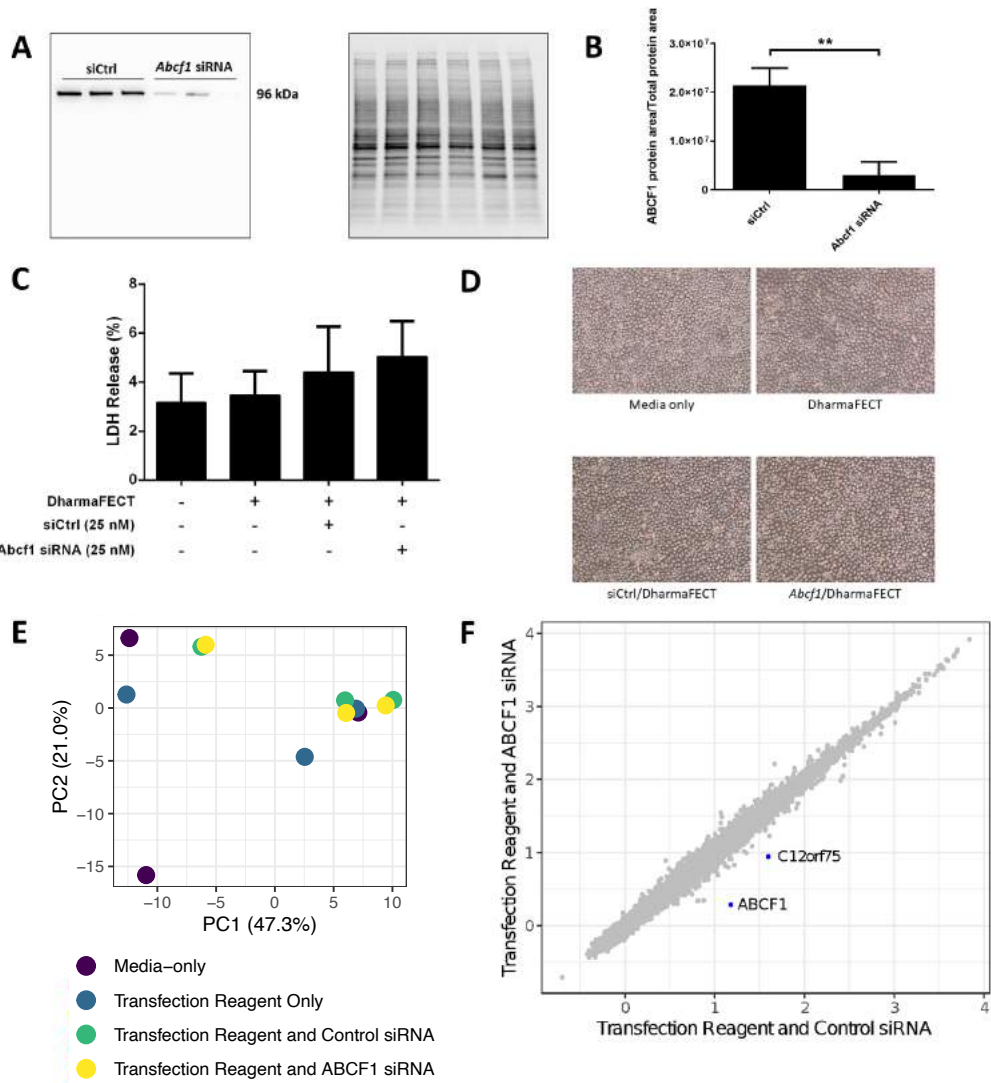 A
siCtrl
Abcf1 siRNA
96 kDa
B
ABCF1 protein area/Total protein area
3.0×10⁷
2.0×10⁷
1.0×10⁷
0
**
siCtrl
Abcf1 siRNA
C
LDH Release (%)
8
6
4
2
0
DharmaFECT - + + +
siCtrl (25 nM) - - + -
Abcf1 siRNA (25 nM) - - - +
D
Media only
DharmaFECT
siCtrl/DharmaFECT
Abcf1/DharmaFECT
E
PC2 (21.0%)
5
0
−5
−10
−15
−10 −5 0 5 10
PC1 (47.3%)
Media−only
Transfection Reagent Only
Transfection Reagent and Control siRNA
Transfection Reagent and ABCF1 siRNA
F
Transfection Reagent and ABCF1 siRNA
4
3
2
1
0
C12orf75
ABCF1
0 1 2 3 4
Transfection Reagent and Control siRNA